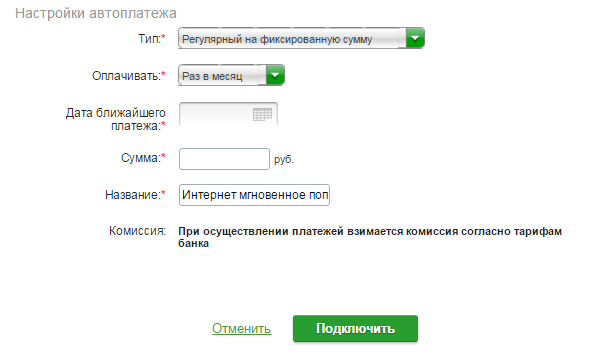 Настройки автоплатежа
Тип:* Регулярный на фиксированную сумму
Оплачивать:* Раз в месяц
Дата ближайшего
платежа:*
Сумма:* руб.
Название:* Интернет мгновенное поп
Комиссия: При осуществлении платежей взимается комиссия согласно тарифам
банка
Отменить Подключить